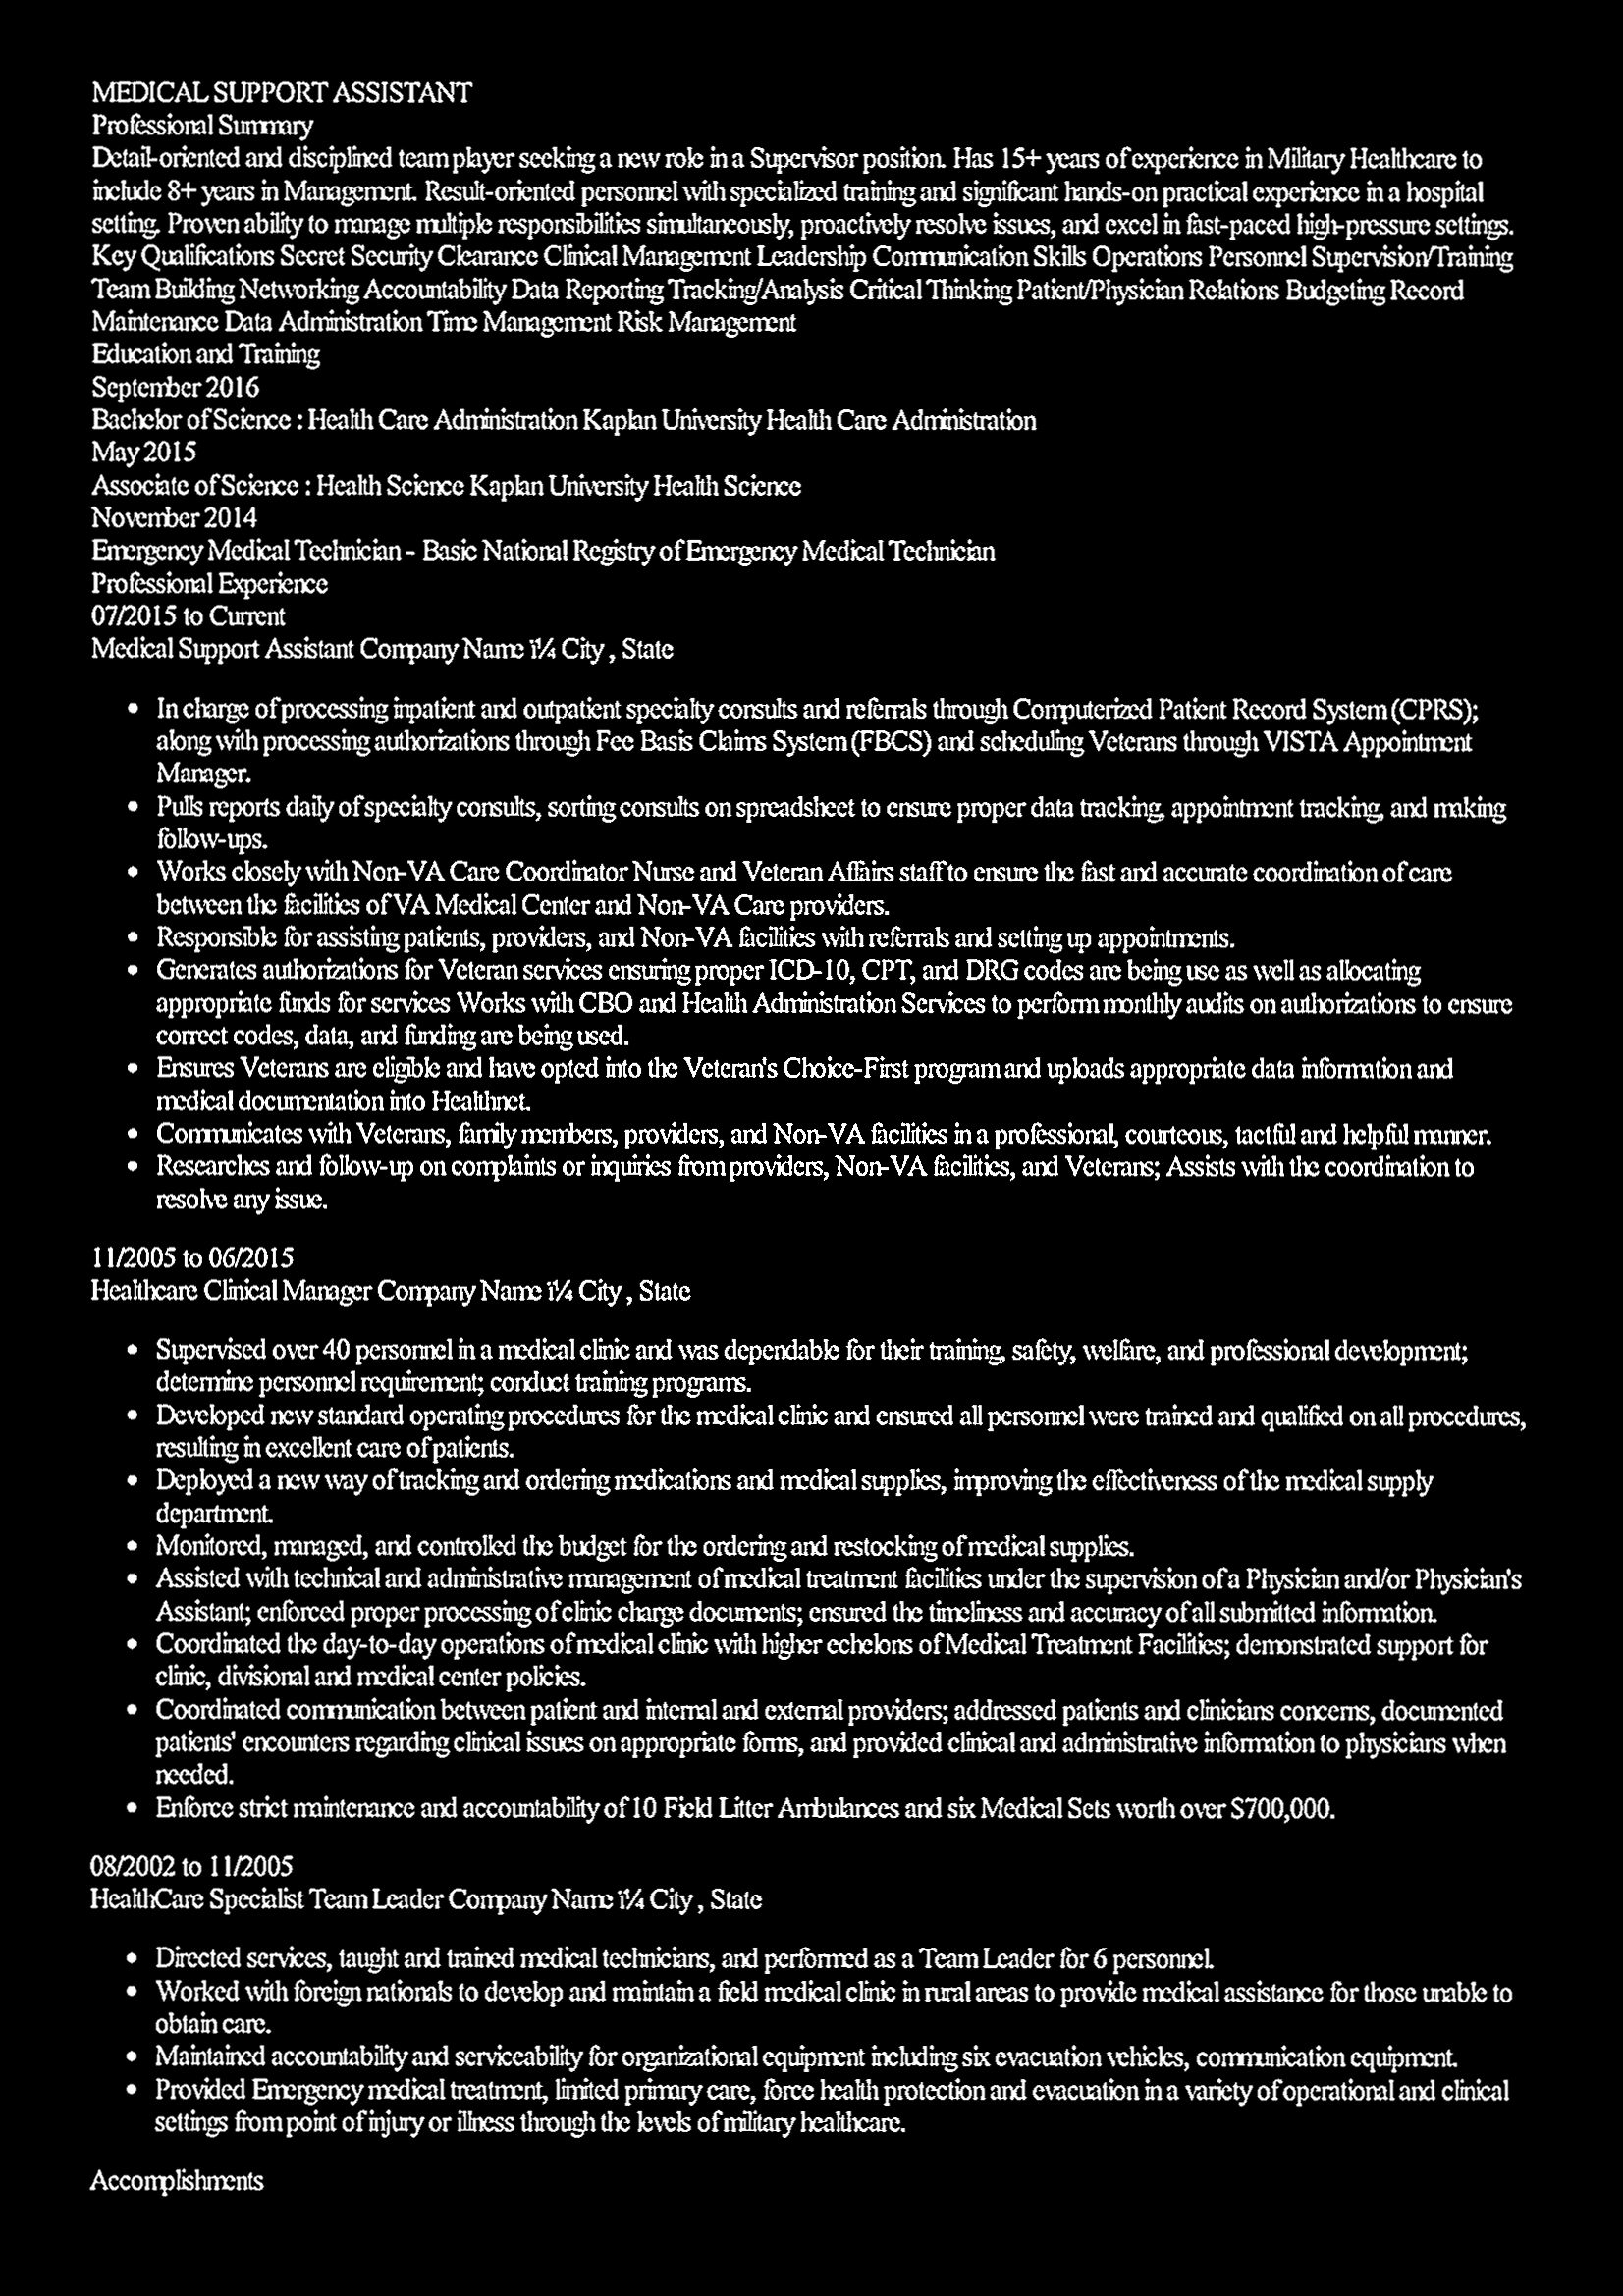 MEDICAL SUPPORT ASSISTANT
Professional Summary
Detail-oriented and disciplined team player seeking a new role in a Supervisor position. Has 15+ years of experience in Military Healthcare to
include 8+ years in Management. Result-oriented personnel with specialized training and significant hands-on practical experience in a hospital
setting. Proven ability to manage multiple responsibilities simultaneously, proactively resolve issues, and excel in fast-paced high-pressure settings.
Key Qualifications Secret Security Clearance Clinical Management Leadership Communication Skills Operations Personnel Supervision/Training
Team Building Networking Accountability Data Reporting Tracking/Analysis Critical Thinking Patient/Physician Relations Budgeting Record
Maintenance Data Administration Time Management Risk Management
Education and Training
September 2016
Bachelor of Science : Health Care Administration Kaplan University Health Care Administration
May 2015
Associate of Science : Health Science Kaplan University Health Science
November 2014
Emergency Medical Technician - Basic National Registry of Emergency Medical Technician
Professional Experience
07/2015 to Current
Medical Support Assistant Company Name ï¼ City , State
• In charge of processing inpatient and outpatient specialty consults and referrals through Computerized Patient Record System (CPRS);
along with processing authorizations through Fee Basis Claims System (FBCS) and scheduling Veterans through VISTA Appointment
Manager.
• Pulls reports daily of specialty consults, sorting consults on spreadsheet to ensure proper data tracking, appointment tracking, and making
follow-ups.
• Works closely with Non-VA Care Coordinator Nurse and Veteran Affairs staff to ensure the fast and accurate coordination of care
between the facilities of VA Medical Center and Non-VA Care providers.
• Responsible for assisting patients, providers, and Non-VA facilities with referrals and setting up appointments.
• Generates authorizations for Veteran services ensuring proper ICD-10, CPT, and DRG codes are being use as well as allocating
appropriate funds for services Works with CBO and Health Administration Services to perform monthly audits on authorizations to ensure
correct codes, data, and funding are being used.
• Ensures Veterans are eligible and have opted into the Veteran's Choice-First program and uploads appropriate data information and
medical documentation into Healthnet.
• Communicates with Veterans, family members, providers, and Non-VA facilities in a professional, courteous, tactful and helpful manner.
• Researches and follow-up on complaints or inquiries from providers, Non-VA facilities, and Veterans; Assists with the coordination to
resolve any issue.
11/2005 to 06/2015
Healthcare Clinical Manager Company Name ï¼ City , State
• Supervised over 40 personnel in a medical clinic and was dependable for their training, safety, welfare, and professional development;
determine personnel requirement; conduct training programs.
• Developed new standard operating procedures for the medical clinic and ensured all personnel were trained and qualified on all procedures,
resulting in excellent care of patients.
• Deployed a new way of tracking and ordering medications and medical supplies, improving the effectiveness of the medical supply
department.
• Monitored, managed, and controlled the budget for the ordering and restocking of medical supplies.
• Assisted with technical and administrative management of medical treatment facilities under the supervision of a Physician and/or Physician's
Assistant; enforced proper processing of clinic charge documents; ensured the timeliness and accuracy of all submitted information.
• Coordinated the day-to-day operations of medical clinic with higher echelons of Medical Treatment Facilities; demonstrated support for
clinic, divisional and medical center policies.
• Coordinated communication between patient and internal and external providers; addressed patients and clinicians concerns, documented
patients' encounters regarding clinical issues on appropriate forms, and provided clinical and administrative information to physicians when
needed.
• Enforce strict maintenance and accountability of 10 Field Litter Ambulances and six Medical Sets worth over $700,000.
08/2002 to 11/2005
HealthCare Specialist Team Leader Company Name ï¼ City , State
• Directed services, taught and trained medical technicians, and performed as a Team Leader for 6 personnel.
• Worked with foreign nationals to develop and maintain a field medical clinic in rural areas to provide medical assistance for those unable to
obtain care.
• Maintained accountability and serviceability for organizational equipment including six evacuation vehicles, communication equipment.
• Provided Emergency medical treatment, limited primary care, force health protection and evacuation in a variety of operational and clinical
settings from point of injury or illness through the levels of military healthcare.
Accomplishments